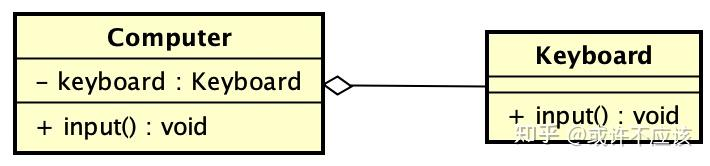 Computer
- keyboard : Keyboard
+ input() : void
Keyboard
+ input() : void
知乎 @或许不应该